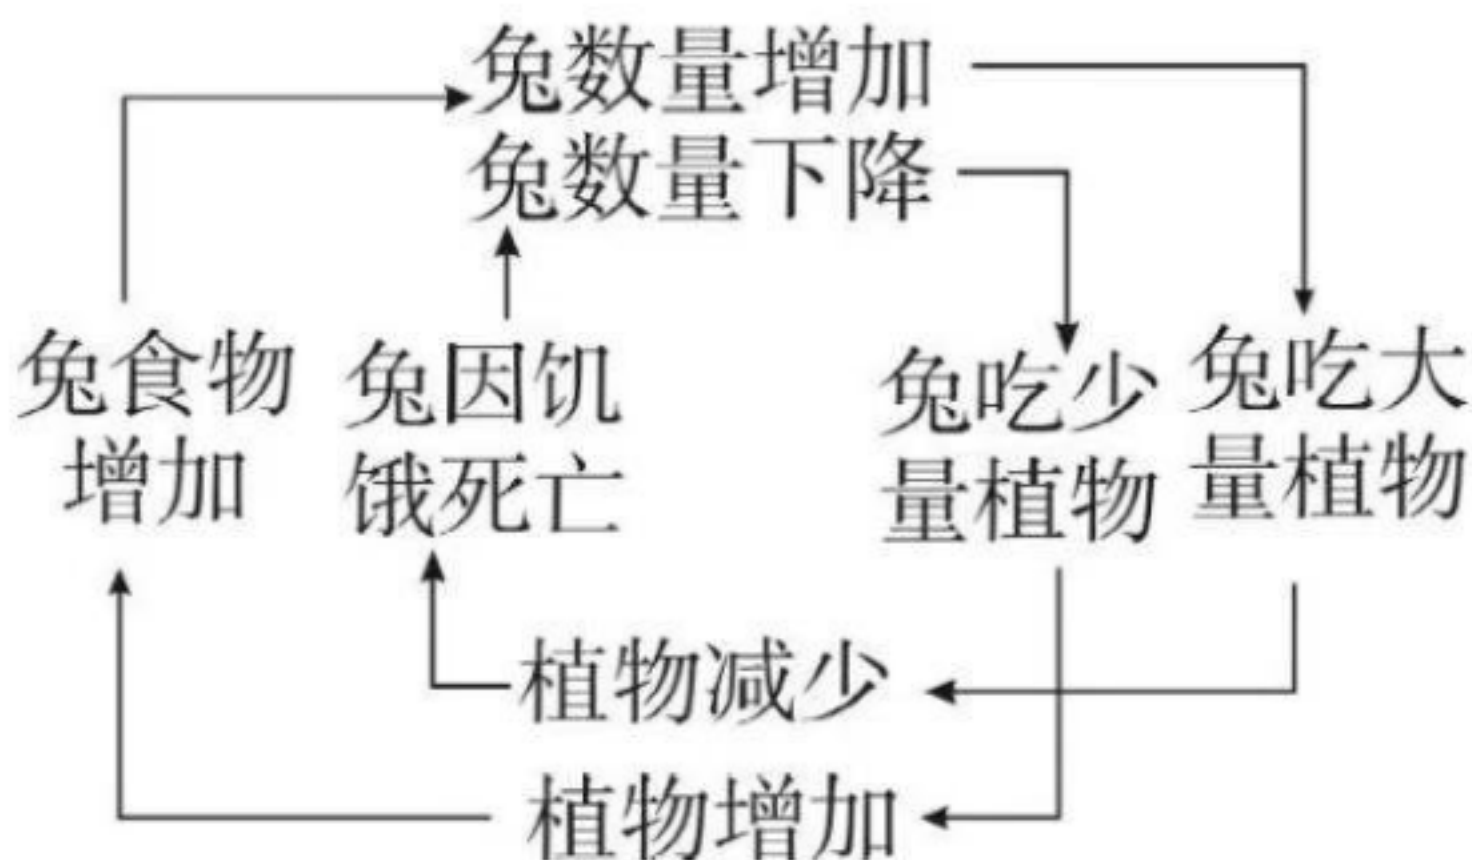 兔数量增加
兔数量下降
兔食物
增加
兔因饥
饿死亡
兔吃少
量植物
兔吃大
量植物
植物减少
植物增加